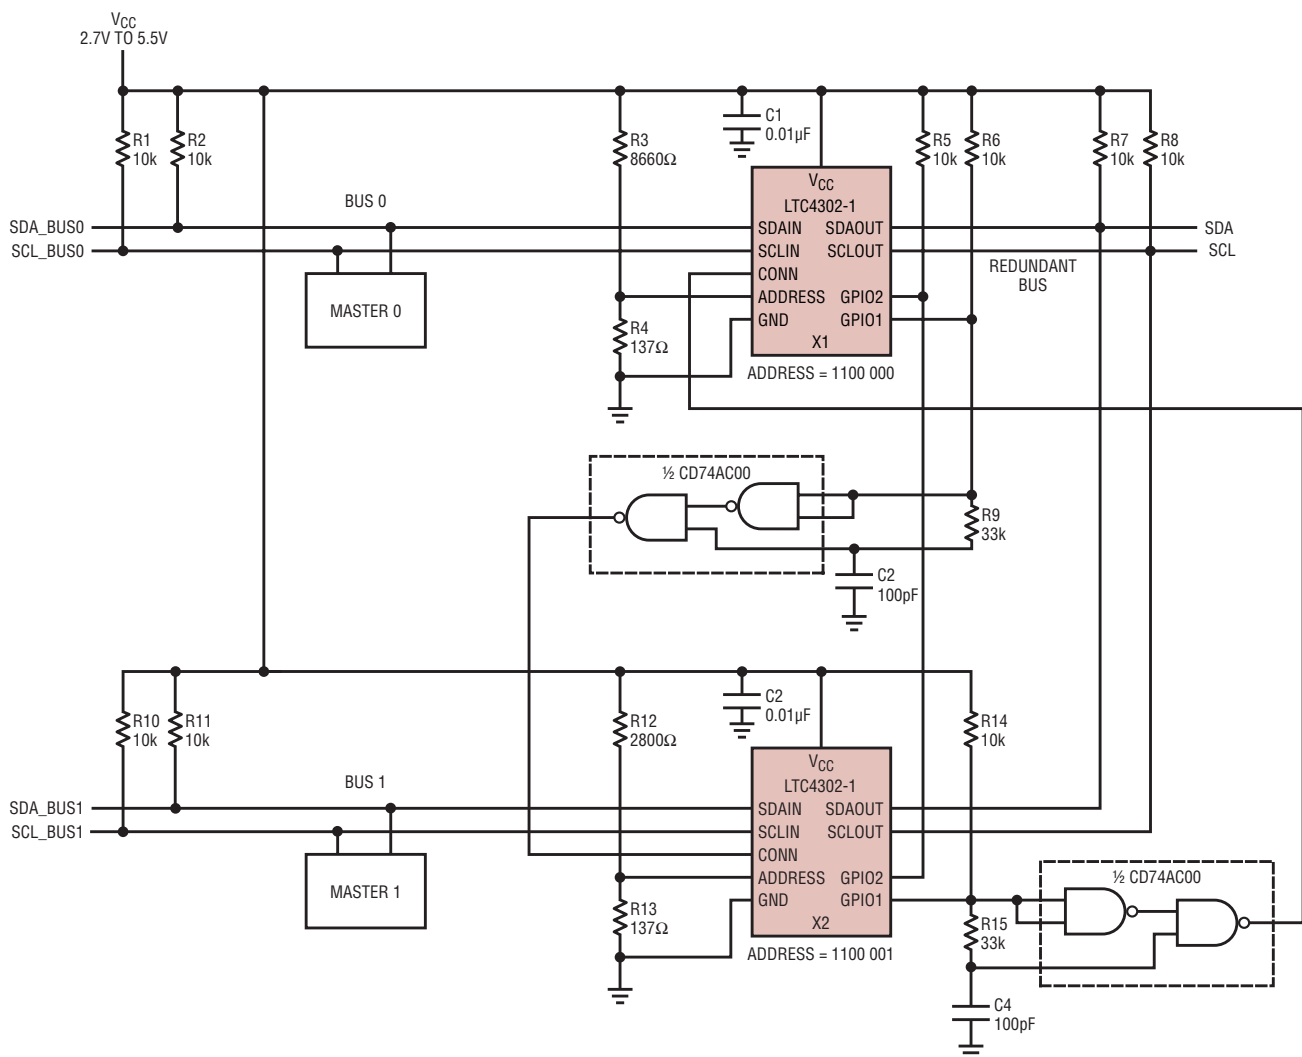 VCC
2.7V TO 5.5V
R1
10k
R2
10k
R3
8660Ω
C1
0.01µF
R5
10k
R6
10k
R7
10k
R8
10k
VCC
LTC4302-1
BUS 0
SDA_BUS0
SCL_BUS0
SDAIN SDAOUT
SCLIN SCLOUT
CONN
ADDRESS GPIO2
GND GPIO1
X1
SDA
SCL
REDUNDANT
BUS
MASTER 0
R4
137Ω
ADDRESS = 1100 000
½ CD74AC00
R9
33k
C2
100pF
R10
10k
R11
10k
R12
2800Ω
C2
0.01µF
R14
10k
VCC
LTC4302-1
BUS 1
SDA_BUS1
SCL_BUS1
SDAIN SDAOUT
SCLIN SCLOUT
CONN
ADDRESS GPIO2
GND GPIO1
X2
MASTER 1
R13
137Ω
ADDRESS = 1100 001
½ CD74AC00
R15
33k
C4
100pF